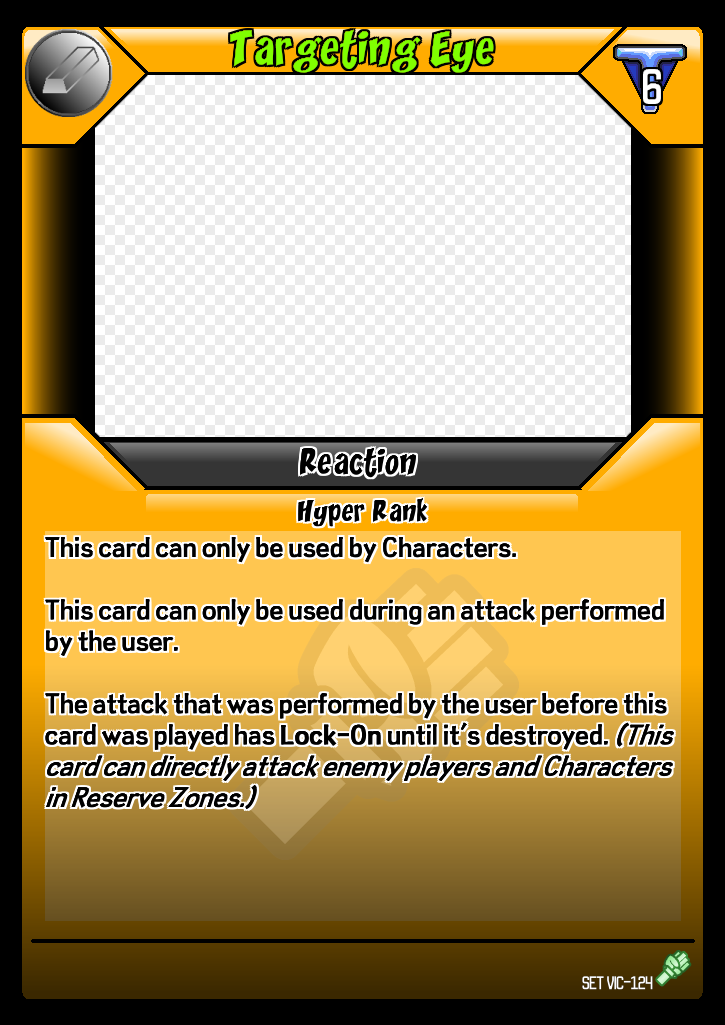 Targeting Eye
6
Reaction
Hyper Rank
This card can only be used by Characters.
This card can only be used during an attack performed
by the user.
The attack that was performed by the user before this
card was played has Lock-On until it's destroyed. (This
card can directly attack enemy players and Characters
in Reserve Zones.)
SET VIC-124